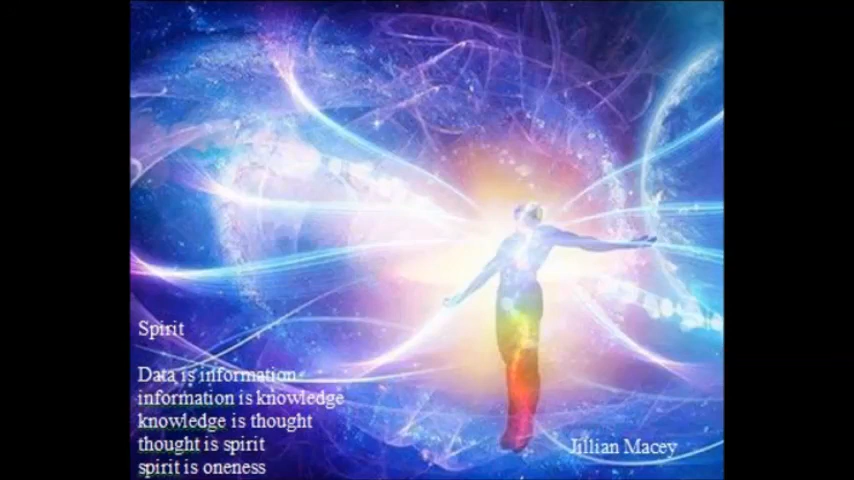 Spirit
Data is information
information is knowledge
knowledge is thought
thought is spirit
spirit is oneness
Jillian Macey